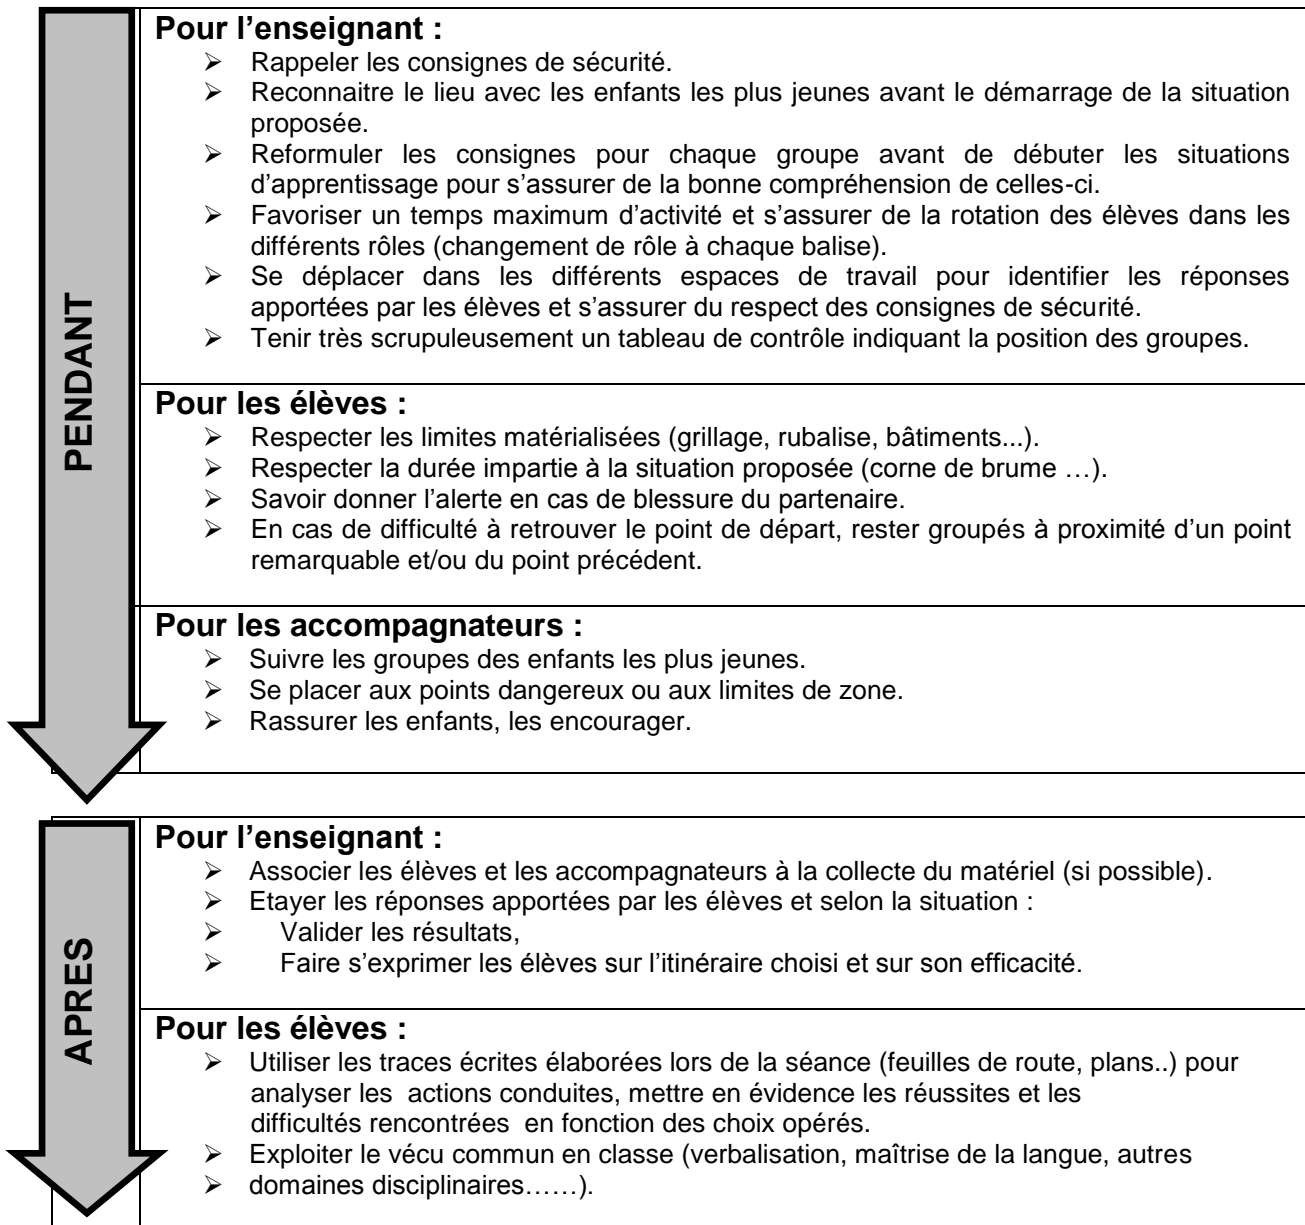 PENDANT
Pour l’enseignant :
➢ Rappeler les consignes de sécurité.
➢ Reconnaitre le lieu avec les enfants les plus jeunes avant le démarrage de la situation
proposée.
➢ Reformuler les consignes pour chaque groupe avant de débuter les situations
d’apprentissage pour s’assurer de la bonne compréhension de celles-ci.
➢ Favoriser un temps maximum d’activité et s’assurer de la rotation des élèves dans les
différents rôles (changement de rôle à chaque balise).
➢ Se déplacer dans les différents espaces de travail pour identifier les réponses
apportées par les élèves et s’assurer du respect des consignes de sécurité.
➢ Tenir très scrupuleusement un tableau de contrôle indiquant la position des groupes.
Pour les élèves :
➢ Respecter les limites matérialisées (grillage, rubalise, bâtiments...).
➢ Respecter la durée impartie à la situation proposée (corne de brume …).
➢ Savoir donner l’alerte en cas de blessure du partenaire.
➢ En cas de difficulté à retrouver le point de départ, rester groupés à proximité d’un point
remarquable et/ou du point précédent.
Pour les accompagnateurs :
➢ Suivre les groupes des enfants les plus jeunes.
➢ Se placer aux points dangereux ou aux limites de zone.
➢ Rassurer les enfants, les encourager.
APRES
Pour l’enseignant :
➢ Associer les élèves et les accompagnateurs à la collecte du matériel (si possible).
➢ Etayer les réponses apportées par les élèves et selon la situation :
➢ Valider les résultats,
➢ Faire s’exprimer les élèves sur l’itinéraire choisi et sur son efficacité.
Pour les élèves :
➢ Utiliser les traces écrites élaborées lors de la séance (feuilles de route, plans..) pour
analyser les actions conduites, mettre en évidence les réussites et les
difficultés rencontrées en fonction des choix opérés.
➢ Exploiter le vécu commun en classe (verbalisation, maîtrise de la langue, autres
➢ domaines disciplinaires……).